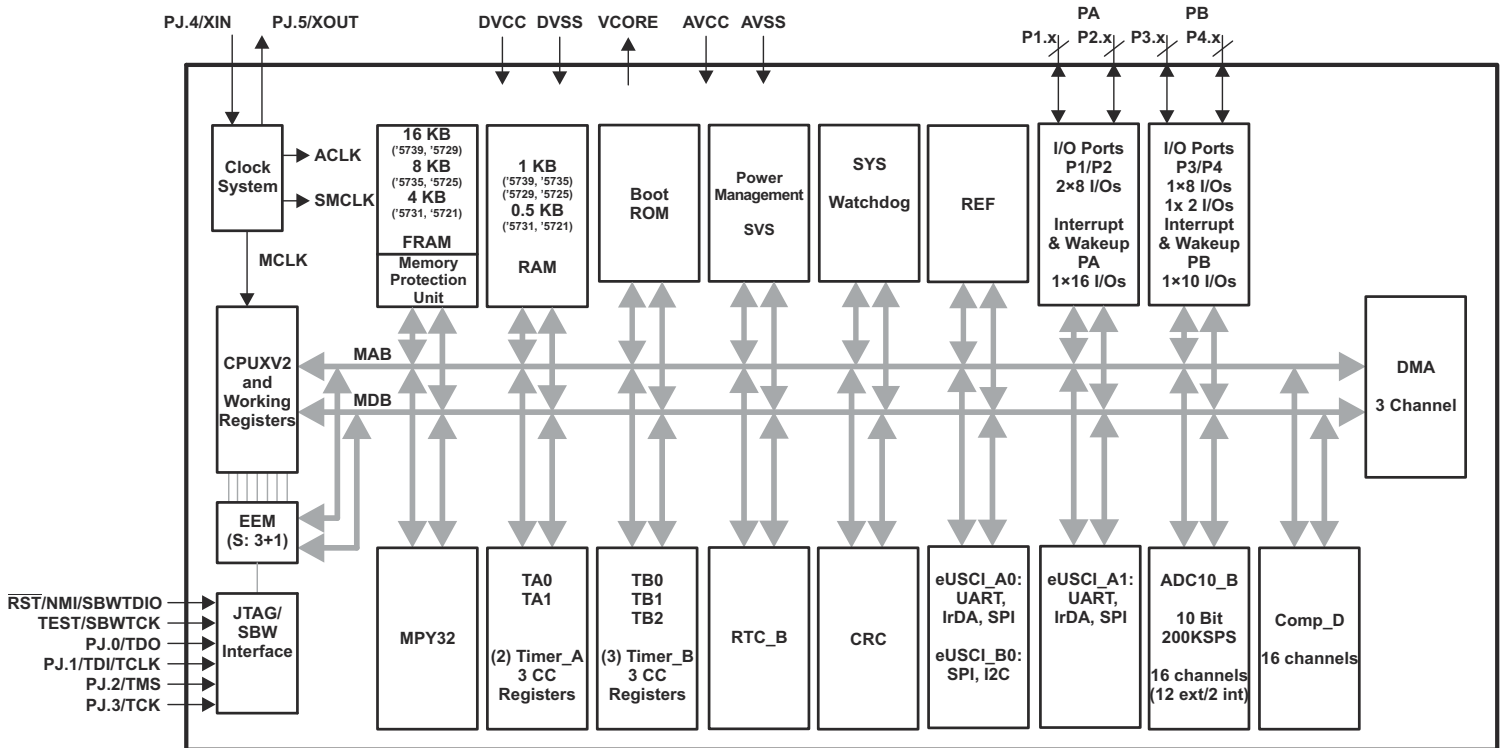 PJ.4/XIN
PJ.5/XOUT
DVCC
DVSS
VCORE
AVCC
AVSS
PA
P1.x
P2.x
PB
P3.x
P4.x
Clock
System
ACLK
SMCLK
MCLK
16 KB
('5739, '5729)
8 KB
('5735, '5725)
4 KB
('5731, '5721)
FRAM
Memory
Protection
Unit
1 KB
('5739, '5735)
('5729, '5725)
0.5 KB
('5731, '5721)
RAM
Boot
ROM
Power
Management
SVS
SYS
Watchdog
REF
I/O Ports
P1/P2
2×8 I/Os
Interrupt
& Wakeup
PA
1×16 I/Os
I/O Ports
P3/P4
1×8 I/Os
1x 2 I/Os
Interrupt
& Wakeup
PB
1×10 I/Os
CPUXV2
and
Working
Registers
MAB
MDB
DMA
3 Channel
EEM
(S: 3+1)
RST/NMI/SBWTDIO
TEST/SBWTCK
PJ.0/TDO
PJ.1/TDI/TCLK
PJ.2/TMS
PJ.3/TCK
JTAG/
SBW
Interface
MPY32
TA0
TA1
(2) Timer_A
3 CC
Registers
TB0
TB1
TB2
(3) Timer_B
3 CC
Registers
RTC_B
CRC
eUSCI_A0:
UART,
IrDA, SPI
eUSCI_B0:
SPI, I2C
eUSCI_A1:
UART,
IrDA, SPI
ADC10_B
10 Bit
200KSPS
16 channels
(12 ext/2 int)
Comp_D
16 channels